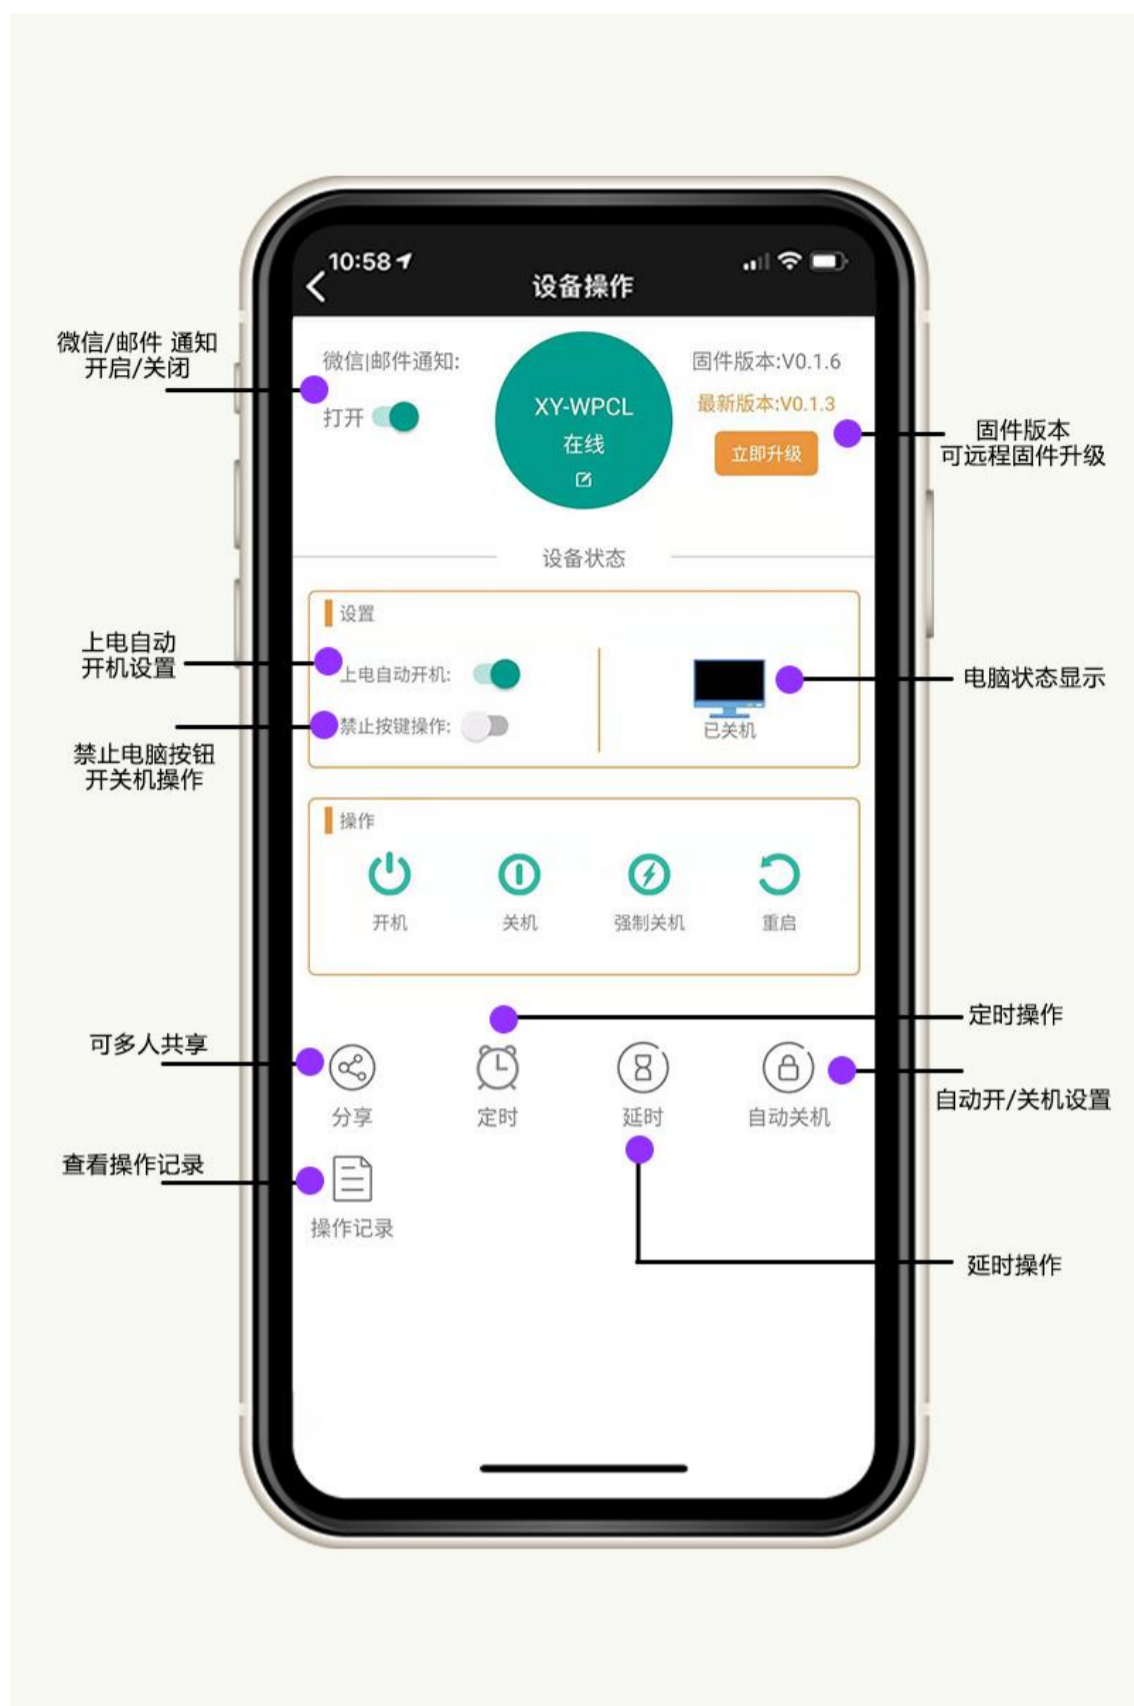 10:58
设备操作
微信/邮件 通知
开启/关闭
微信|邮件通知:
打开
XY-WPCL
在线
固件版本:V0.1.6
最新版本:V0.1.3
立即升级
固件版本
可远程固件升级
设备状态
设置
上电自动
开机设置
上电自动开机:
禁止按键操作:
已关机
电脑状态显示
禁止电脑按钮
开关机操作
操作
开机
关机
强制关机
重启
定时操作
可多人共享
分享
定时
延时
自动关机
自动开/关机设置
查看操作记录
操作记录
延时操作